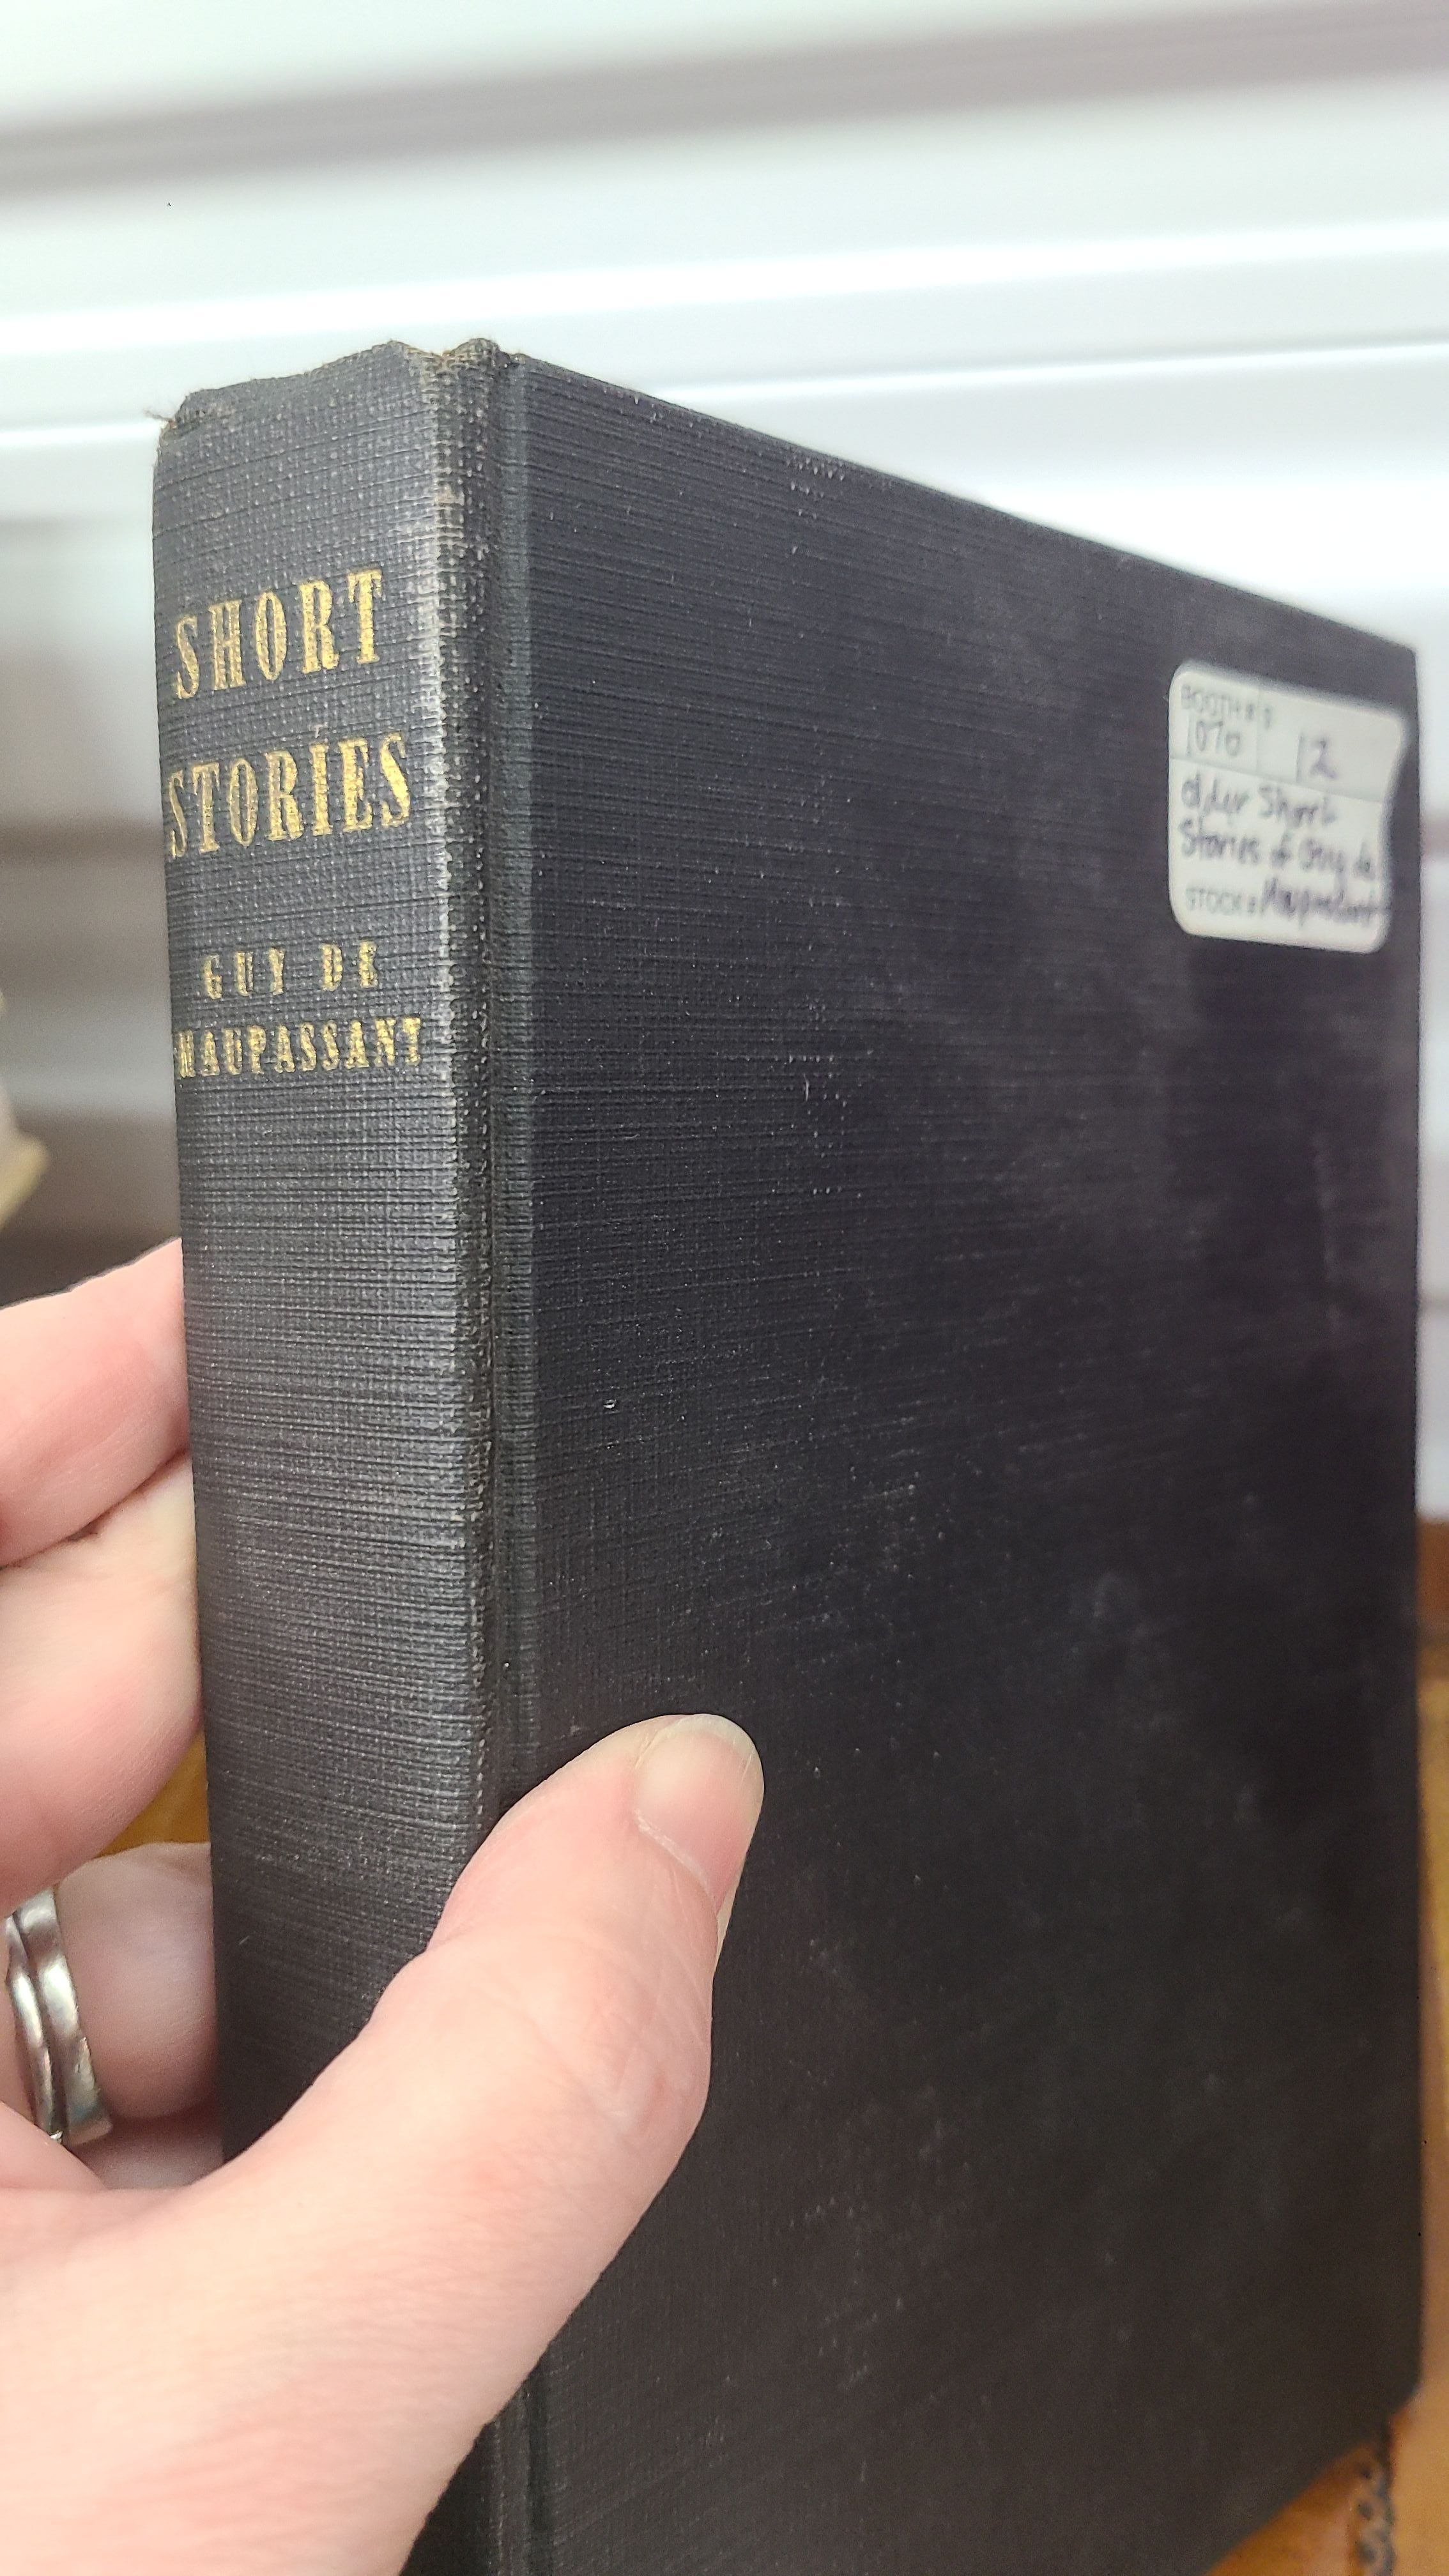 SHORT
STORIES
GUY DE
MAUPASSANT
BOOTH #
1070
12
older Short
Stories of Guy de
STOCK# Maupassant